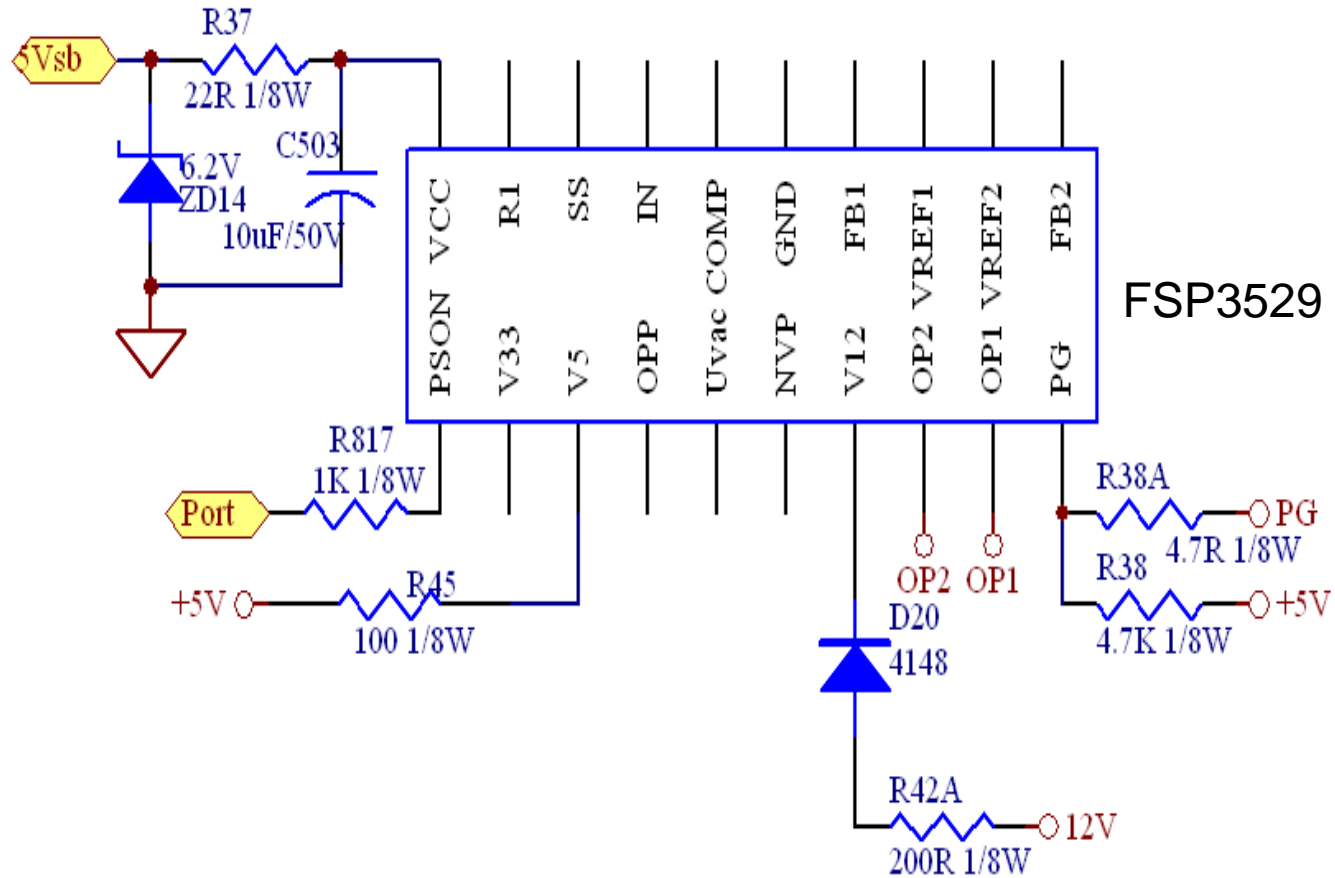 R37
5Vsb
22R 1/8W
C503
6.2V
ZD14
10uF/50V
VCC
R1
SS
IN
COMP
GND
FB1
VREF1
VREF2
FB2
FSP3529
PSON
V33
V5
OPP
Uvac
NVP
V12
OP2
OP1
PG
R817
1K 1/8W
Port
R38A
PG
4.7R 1/8W
OP2 OP1
R45
+5V
100 1/8W
R38
+5V
4.7K 1/8W
D20
4148
R42A
12V
200R 1/8W